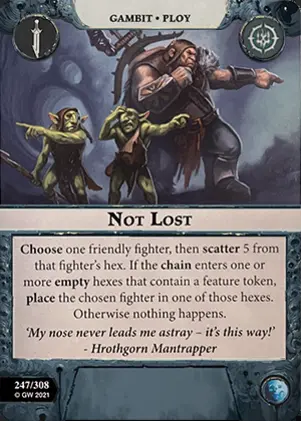 GAMBIT • PLOY
NOT LOST
Choose one friendly fighter, then scatter 5 from
that fighter's hex. If the chain enters one or
more empty hexes that contain a feature token,
place the chosen fighter in one of those hexes.
Otherwise nothing happens.
'My nose never leads me astray – it's this way!'
- Hrothgorn Mantrapper
247/308
© GW 2021